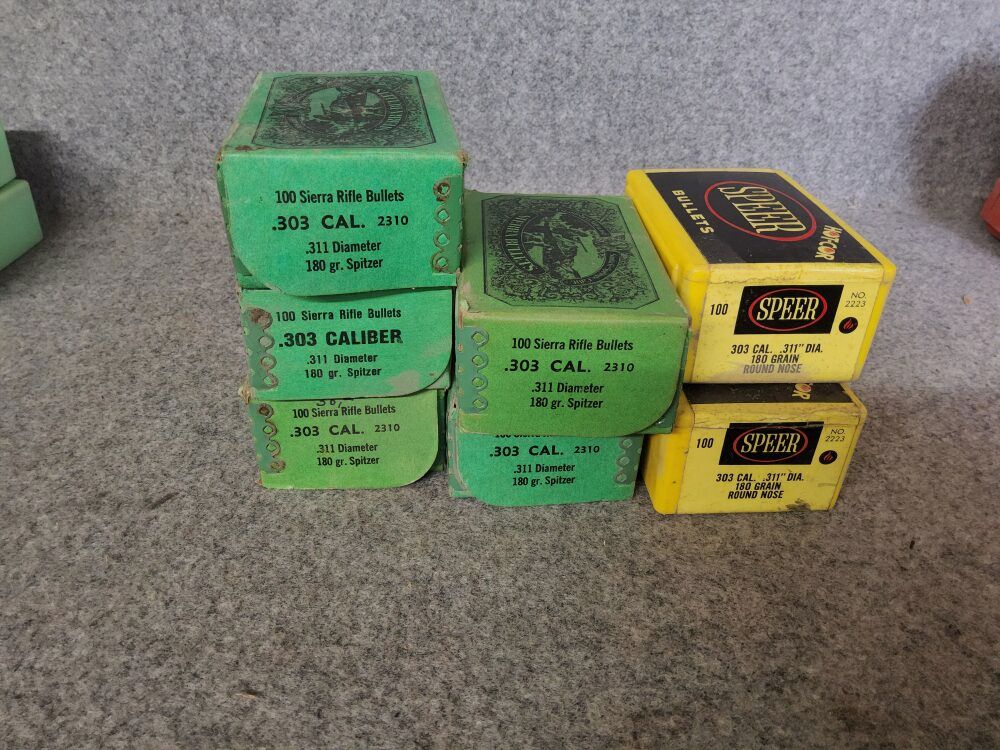 100 Sierra Rifle Bullets
.303 CAL. 2310
.311 Diameter
180 gr. Spitzer
100 Sierra Rifle Bullets
.303 CALIBER
.311 Diameter
180 gr. Spitzer
100 Sierra Rifle Bullets
.303 CAL. 2310
.311 Diameter
180 gr. Spitzer
100 Sierra Rifle Bullets
.303 CAL. 2310
.311 Diameter
180 gr. Spitzer
.303 CAL. 2310
.311 Diameter
180 gr. Spitzer
SPEER
BULLETS
HOT-COR
100
SPEER
NO.
2223
303 CAL. .311" DIA.
180 GRAIN
ROUND NOSE
100
SPEER
NO.
2223
303 CAL. .311" DIA.
180 GRAIN
ROUND NOSE